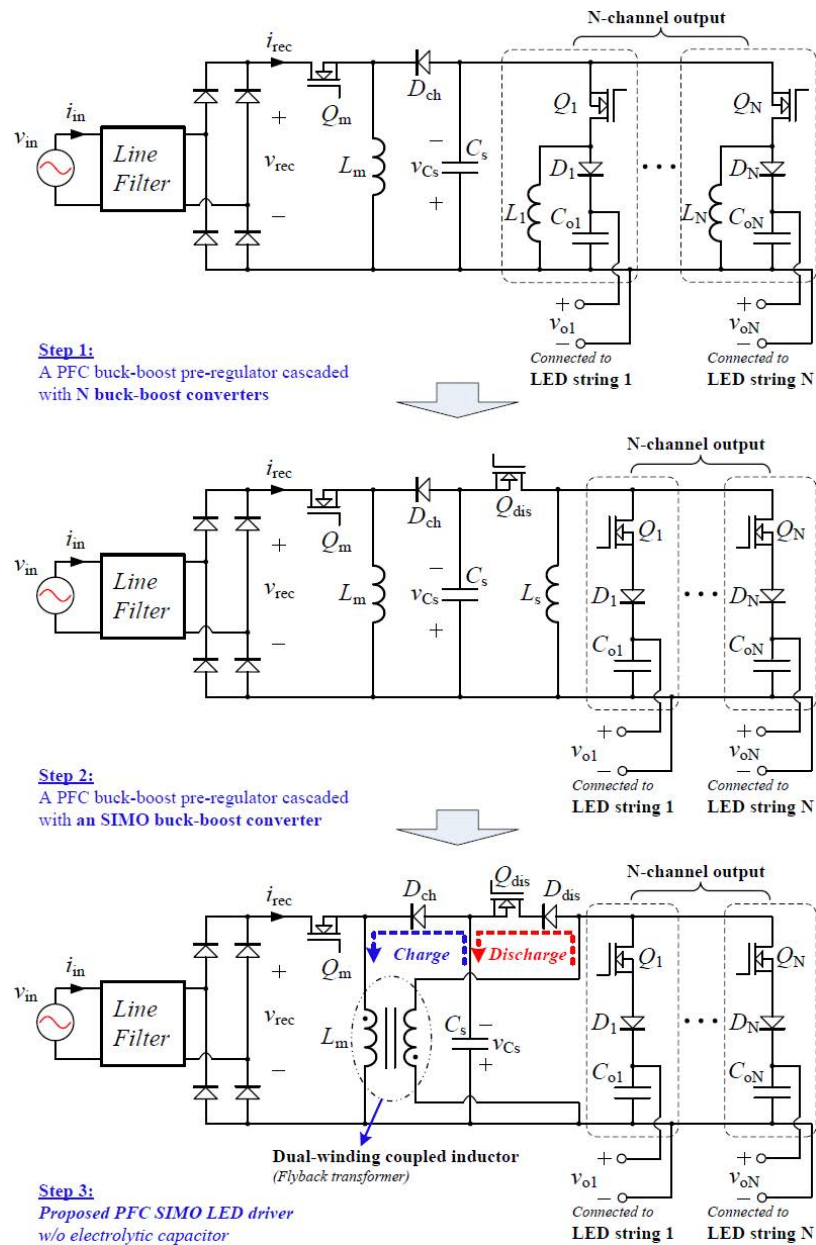 N-channel output
i_rec
D_ch
Q_1
Q_N
Q_m
i_in
v_in
Line
Filter
+
v_rec
−
L_m
−
v_Cs
+
C_s
D_1
• • •
D_N
L_1
C_o1
L_N
C_oN
+
v_o1
−
+
v_oN
−
Connected to
LED string 1
Connected to
LED string N
Step 1:
A PFC buck-boost pre-regulator cascaded
with N buck-boost converters
N-channel output
i_rec
D_ch
Q_dis
Q_m
Q_1
Q_N
i_in
v_in
Line
Filter
+
v_rec
−
L_m
−
v_Cs
+
C_s
L_s
D_1
• • •
D_N
C_o1
C_oN
+
v_o1
−
+
v_oN
−
Connected to
LED string 1
Connected to
LED string N
Step 2:
A PFC buck-boost pre-regulator cascaded
with an SIMO buck-boost converter
N-channel output
i_rec
D_ch
Q_dis
D_dis
Charge
Discharge
Q_m
Q_1
Q_N
i_in
v_in
Line
Filter
+
v_rec
−
L_m
C_s
−
v_Cs
+
D_1
• • •
D_N
C_o1
C_oN
Dual-winding coupled inductor
(Flyback transformer)
+
v_o1
−
+
v_oN
−
Connected to
LED string 1
Connected to
LED string N
Step 3:
Proposed PFC SIMO LED driver
w/o electrolytic capacitor